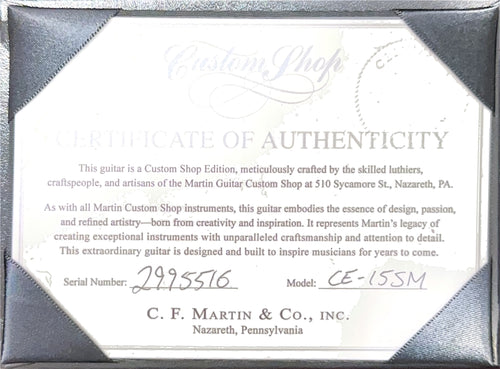 Custom Shop
CERTIFICATE OF AUTHENTICITY
This guitar is a Custom Shop Edition, meticulously crafted by the skilled luthiers,
craftspeople, and artisans of the Martin Guitar Custom Shop at 510 Sycamore St., Nazareth, PA.
As with all Martin Custom Shop instruments, this guitar embodies the essence of design, passion,
and refined artistry—born from creativity and inspiration. It represents Martin's legacy of
creating exceptional instruments with unparalleled craftsmanship and attention to detail.
This extraordinary guitar is designed and built to inspire musicians for years to come.
Serial Number: 2995516 Model: CE-15SM
C. F. MARTIN & CO., INC.
Nazareth, Pennsylvania